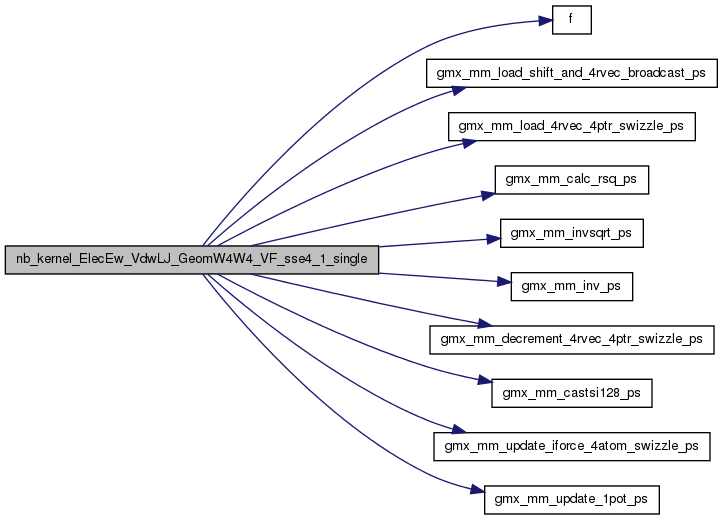 f
gmx_mm_load_shift_and_4rvec_broadcast_ps
gmx_mm_load_4rvec_4ptr_swizzle_ps
gmx_mm_calc_rsq_ps
gmx_mm_invsqrt_ps
nb_kernel_ElecEw_VdwLJ_GeomW4W4_VF_sse4_1_single
gmx_mm_inv_ps
gmx_mm_decrement_4rvec_4ptr_swizzle_ps
gmx_mm_castsi128_ps
gmx_mm_update_iforce_4atom_swizzle_ps
gmx_mm_update_1pot_ps